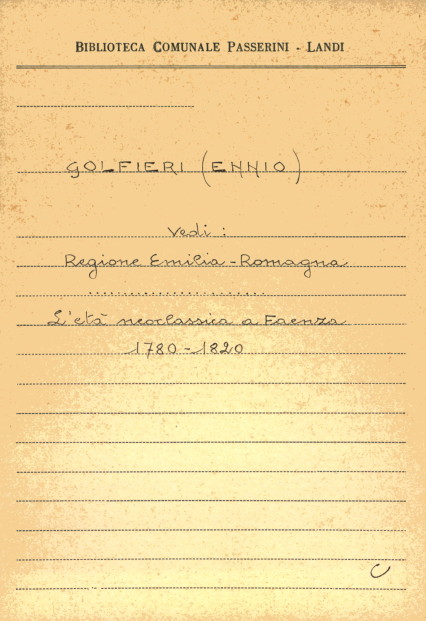 BIBLIOTECA COMUNALE PASSERINI - LANDI
GOLFIERI (ENNIO)
Vedi :
Regione Emilia-Romagna
......................
L'età neoclassica a Faenza
1780-1820
C